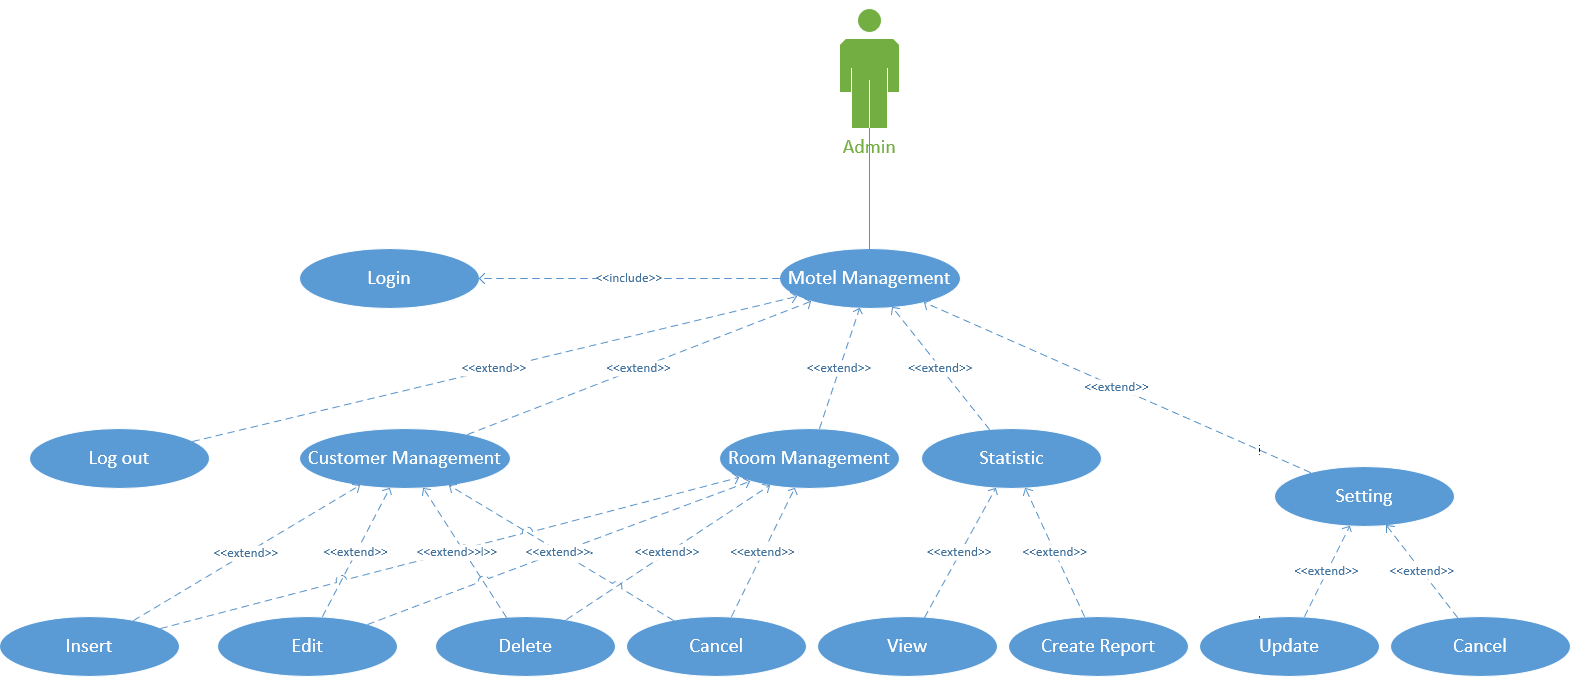 Admin
Login
<<include>>
Motel Management
<<extend>>
<<extend>>
<<extend>>
<<extend>>
<<extend>>
Log out
Customer Management
Room Management
Statistic
Setting
<<extend>>
<<extend>>
<<extend>>
<<extend>>
<<extend>>
<<extend>>
<<extend>>
<<extend>>
<<extend>>
<<extend>>
Insert
Edit
Delete
Cancel
View
Create Report
Update
Cancel